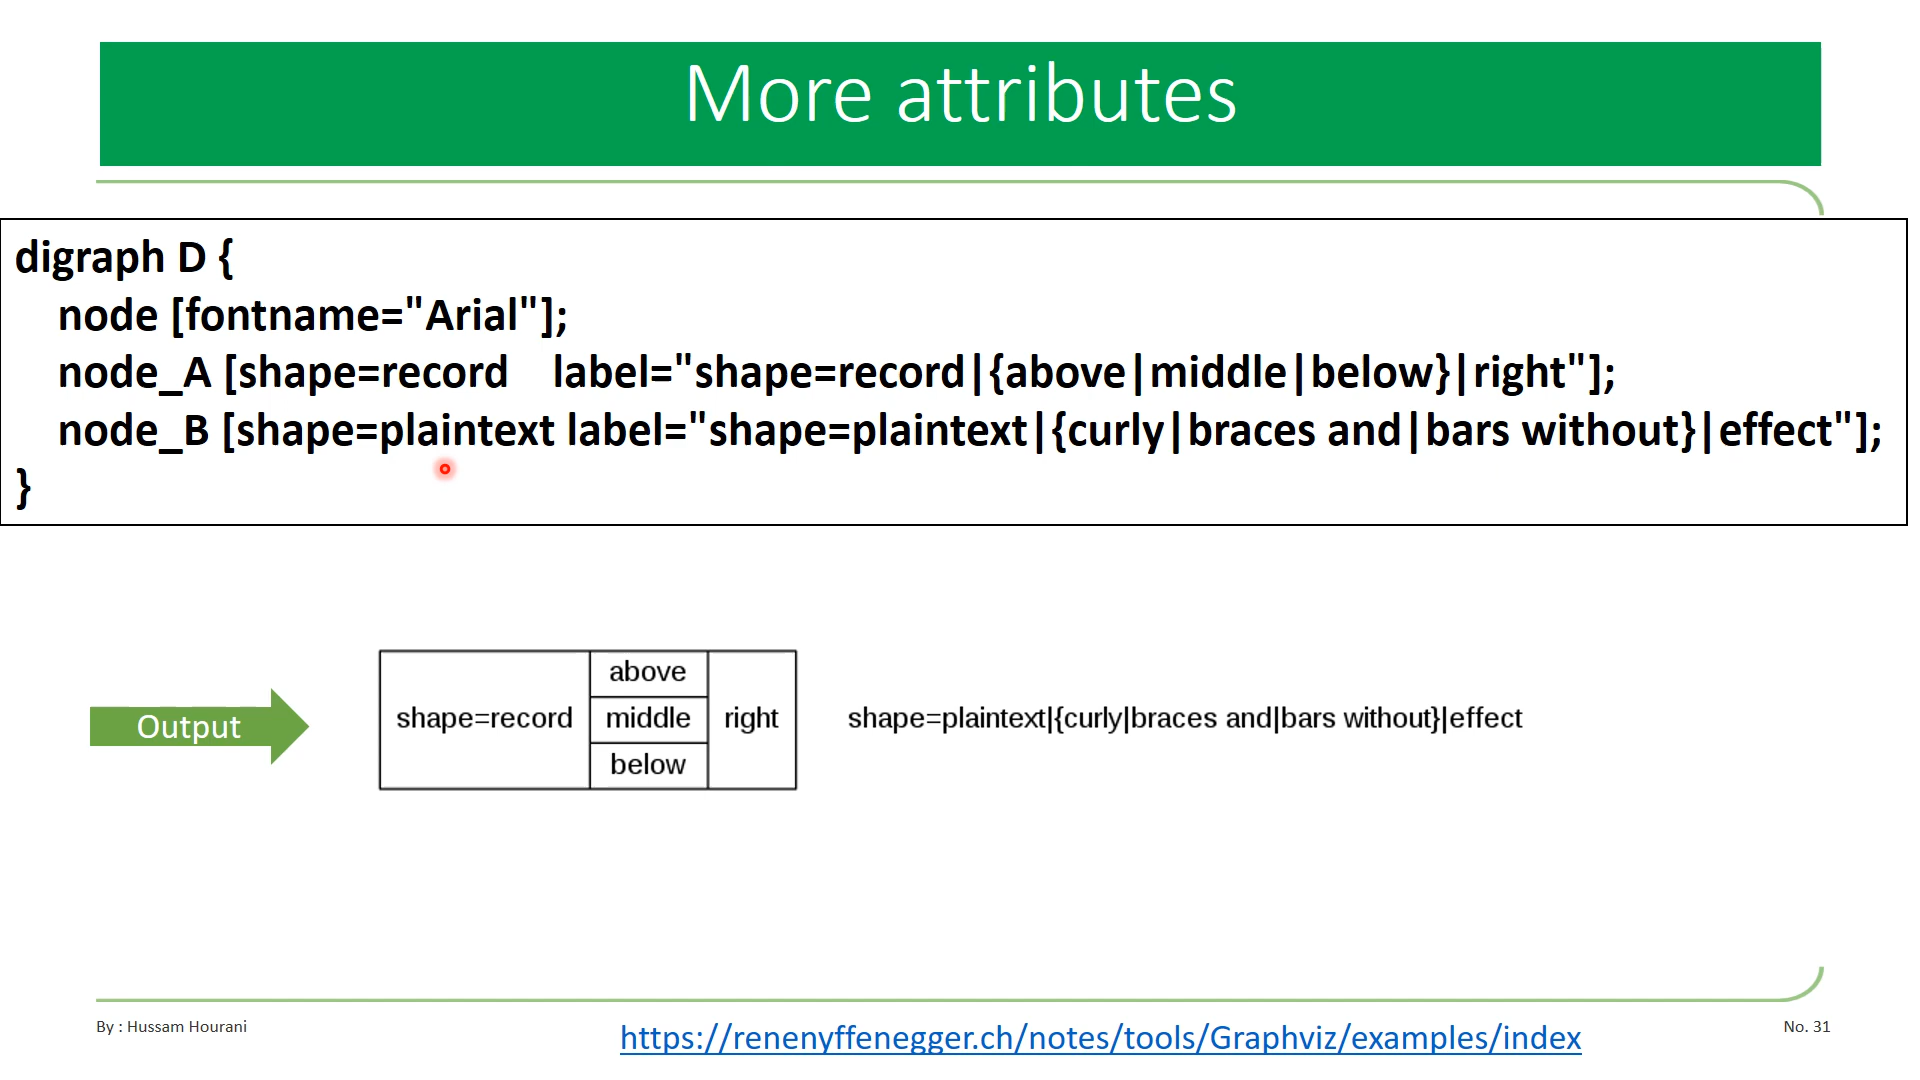 More attributes
digraph D {
node [fontname="Arial"];
node_A [shape=record label="shape=record|{above|middle|below}|right"];
node_B [shape=plaintext label="shape=plaintext|{curly|braces and|bars without}|effect"];
}
Output
shape=record
above
middle
below
right
shape=plaintext|{curly|braces and|bars without}|effect
By : Hussam Hourani
https://renenyffenegger.ch/notes/tools/Graphviz/examples/index
No. 31